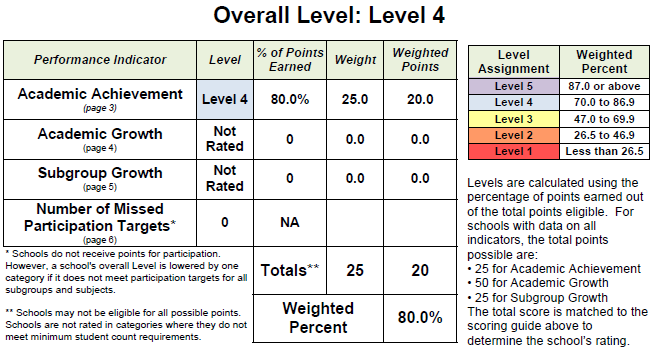 Overall Level: Level 4
Performance Indicator Level % of Points Earned Weight Weighted Points
Academic Achievement (page 3) Level 4 80.0% 25.0 20.0
Academic Growth (page 4) Not Rated 0 0.0 0.0
Subgroup Growth (page 5) Not Rated 0 0.0 0.0
Number of Missed Participation Targets* (page 6) 0 NA
* Schools do not receive points for participation.
However, a school's overall Level is lowered by one
category if it does not meet participation targets for all
subgroups and subjects.
** Schools may not be eligible for all possible points.
Schools are not rated in categories where they do not
meet minimum student count requirements.
Totals** 25 20
Weighted Percent 80.0%
Level Assignment Weighted Percent
Level 5 87.0 or above
Level 4 70.0 to 86.9
Level 3 47.0 to 69.9
Level 2 26.5 to 46.9
Level 1 Less than 26.5
Levels are calculated using the
percentage of points earned out
of the total points eligible. For
schools with data on all
indicators, the total points
possible are:
• 25 for Academic Achievement
• 50 for Academic Growth
• 25 for Subgroup Growth
The total score is matched to the
scoring guide above to
determine the school's rating.